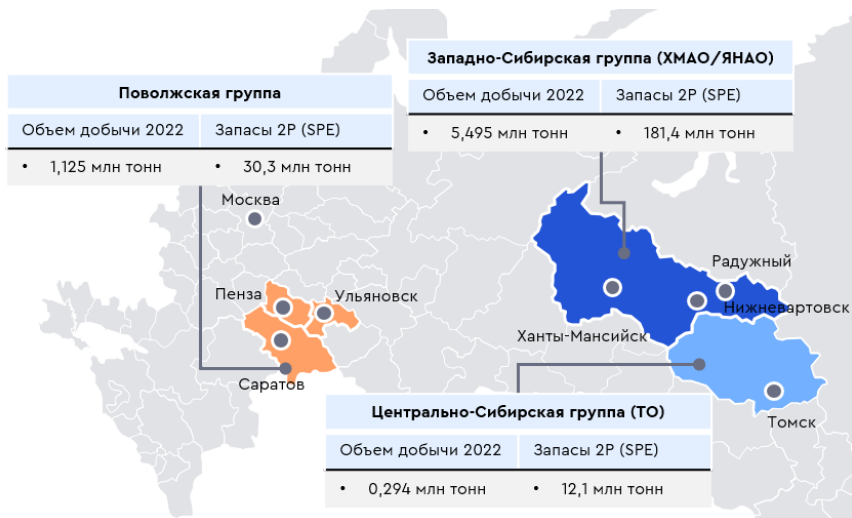 Западно-Сибирская группа (ХМАО/ЯНАО)
Объем добычи 2022 Запасы 2Р (SPE)
• 5,495 млн тонн • 181,4 млн тонн
Поволжская группа
Объем добычи 2022 Запасы 2Р (SPE)
• 1,125 млн тонн • 30,3 млн тонн
Москва
Пенза
Ульяновск
Саратов
Радужный
Нижневартовск
Ханты-Мансийск
Томск
Центрально-Сибирская группа (ТО)
Объем добычи 2022 Запасы 2Р (SPE)
• 0,294 млн тонн • 12,1 млн тонн